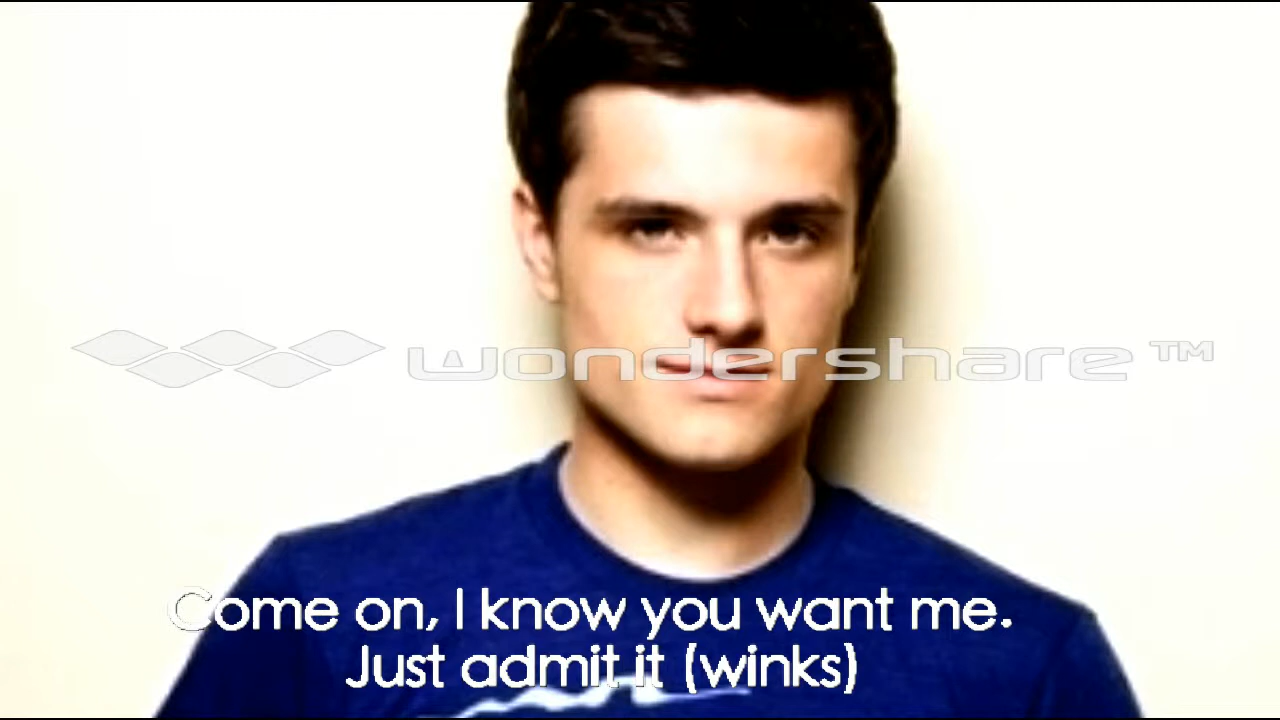 wondershare™
Come on, I know you want me.
Just admit it (winks)